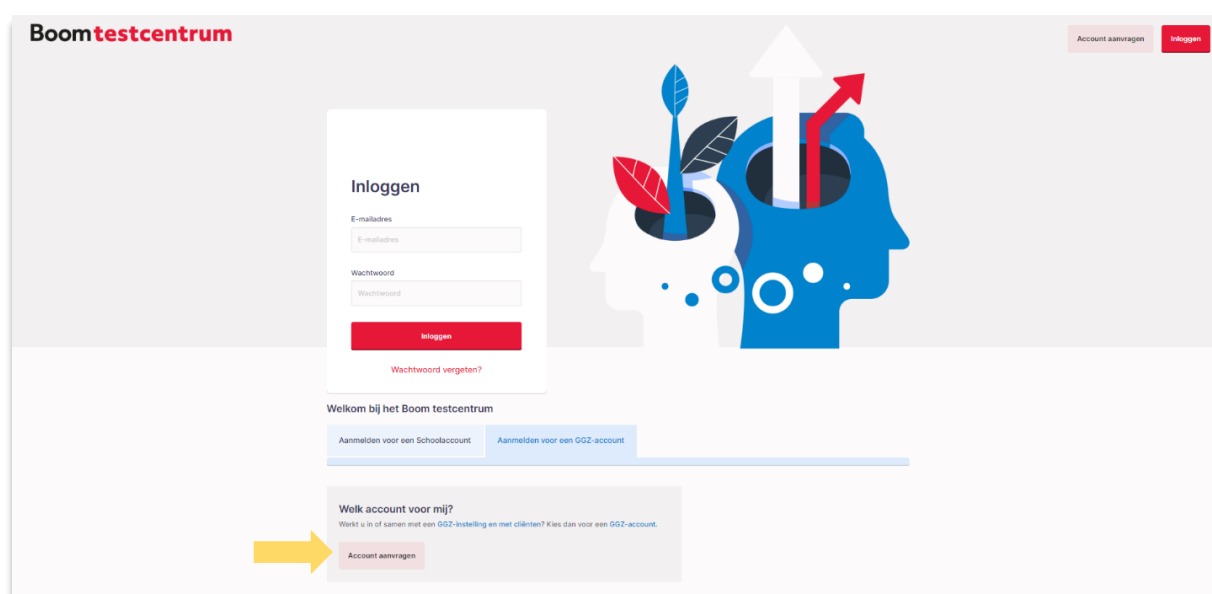 Boomtestcentrum
Account aanvragen
Inloggen
Inloggen
E-mailadres
E-mailadres
Wachtwoord
Wachtwoord
Inloggen
Wachtwoord vergeten?
Welkom bij het Boom testcentrum
Aanmelden voor een Schoolaccount
Aanmelden voor een GGZ-account
Welk account voor mij?
Werkt u in of samen met een GGZ-instelling en met cliënten? Kies dan voor een GGZ-account.
Account aanvragen